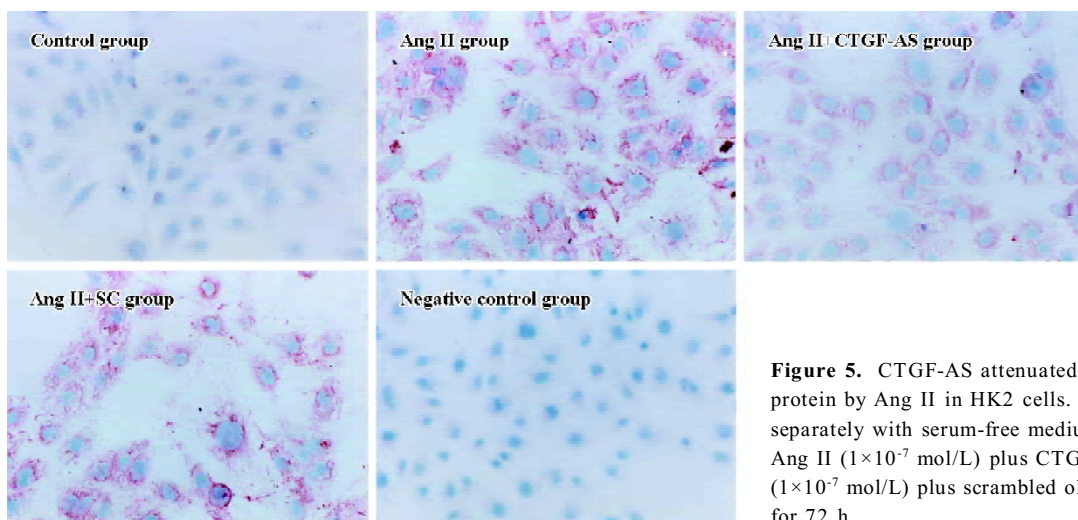 Control group
Ang II group
Ang II+CTGF-AS group
Ang II+SC group
Negative control group
Figure 5. CTGF-AS attenuated
protein by Ang II in HK2 cells.
separately with serum-free mediu
Ang II (1×10⁻⁷ mol/L) plus CTG
(1×10⁻⁷ mol/L) plus scrambled ol
for 72 h